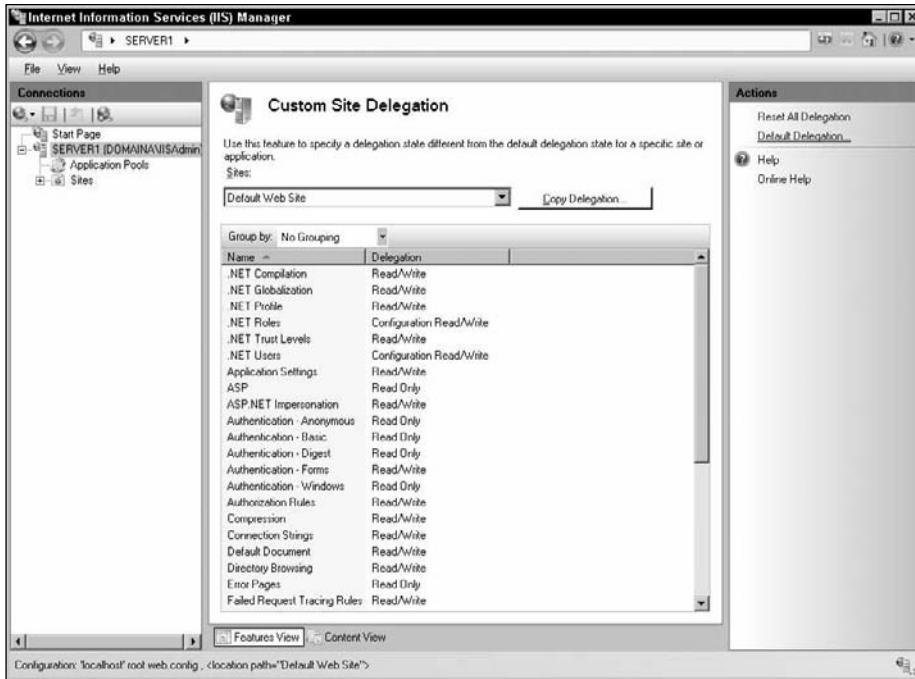 Internet Information Services (IIS) Manager
SERVER1
File View Help
Connections
Start Page
SERVER1 (DOMAINA\IISAdmin)
Application Pools
Sites
Custom Site Delegation
Use this feature to specify a delegation state different from the default delegation state for a specific site or
application.
Sites:
Default Web Site
Copy Delegation...
Group by: No Grouping
Name Delegation
.NET Compilation Read/Write
.NET Globalization Read/Write
.NET Profile Read/Write
.NET Roles Configuration Read/Write
.NET Trust Levels Read/Write
.NET Users Configuration Read/Write
Application Settings Read/Write
ASP Read Only
ASP.NET Impersonation Read/Write
Authentication - Anonymous Read Only
Authentication - Basic Read Only
Authentication - Digest Read Only
Authentication - Forms Read/Write
Authentication - Windows Read Only
Authorization Rules Read/Write
Compression Read/Write
Connection Strings Read/Write
Default Document Read/Write
Directory Browsing Read/Write
Error Pages Read Only
Failed Request Tracing Rules Read/Write
Features View Content View
Actions
Reset All Delegation
Default Delegation...
Help
Online Help
Configuration: 'localhost' root web.config , <location path="Default Web Site">